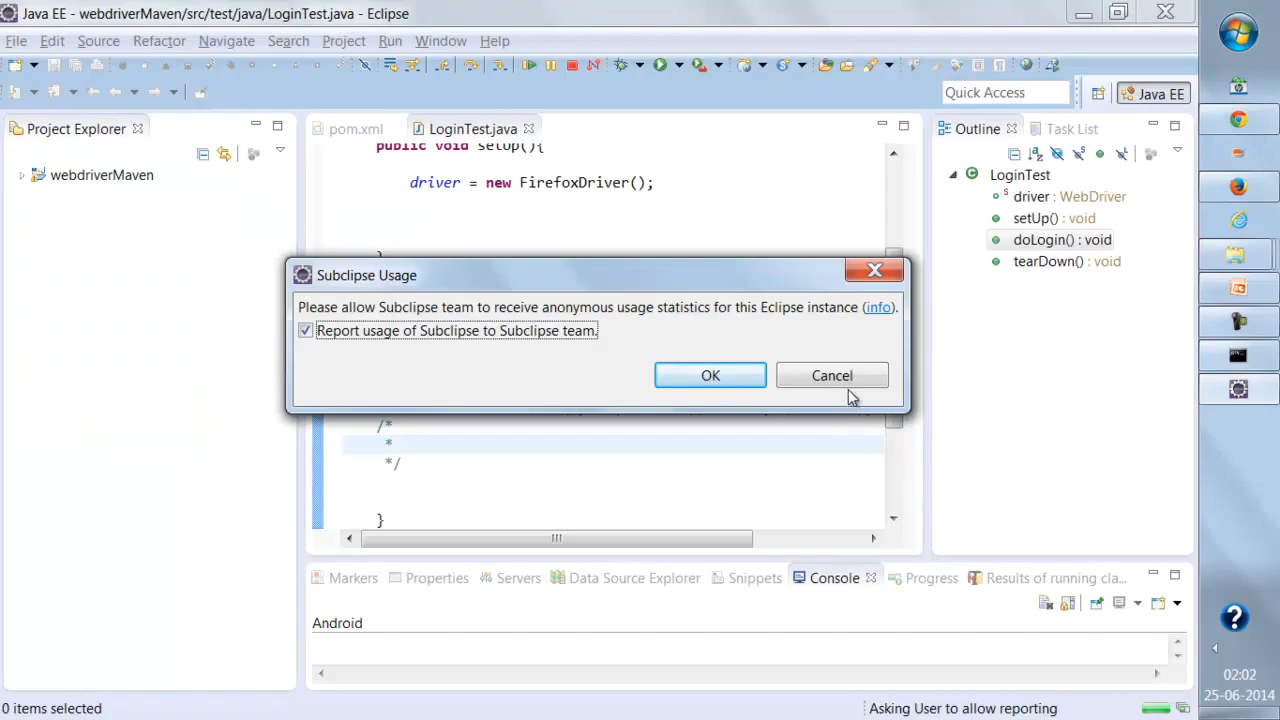 Java EE - webdriverMaven/src/test/java/LoginTest.java - Eclipse
File Edit Source Refactor Navigate Search Project Run Window Help
Quick Access
Java EE
Project Explorer
webdriverMaven
pom.xml
LoginTest.java
public void setUp(){
driver = new FirefoxDriver();
}
Outline
Task List
LoginTest
driver : WebDriver
setUp() : void
doLogin() : void
tearDown() : void
Subclipse Usage
Please allow Subclipse team to receive anonymous usage statistics for this Eclipse instance (info).
Report usage of Subclipse to Subclipse team.
OK
Cancel
/*
*
*/
}
Markers Properties Servers Data Source Explorer Snippets Console Progress Results of running cla...
Android
0 items selected
Asking User to allow reporting
02:02
25-06-2014